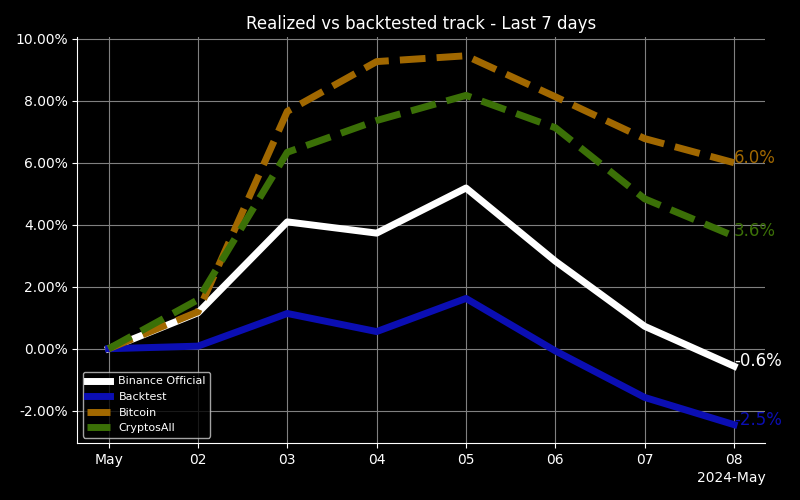 Realized vs backtested track - Last 7 days
10.00%
8.00%
6.00%
4.00%
2.00%
0.00%
-2.00%
6.0%
3.6%
-0.6%
-2.5%
Binance Official
Backtest
Bitcoin
CryptosAll
May 02 03 04 05 06 07 08
2024-May